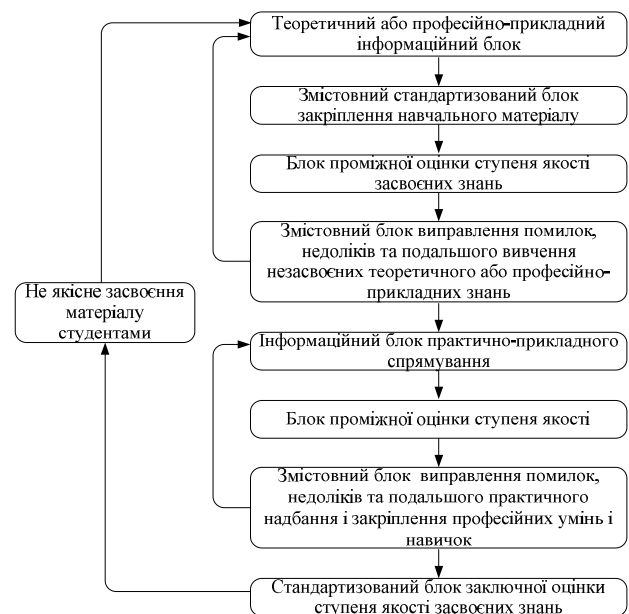 Теоретичний або професійно-прикладний
інформаційний блок
Змістовний стандартизований блок
закріплення навчального матеріалу
Блок проміжної оцінки ступеня якості
засвоєних знань
Змістовний блок виправлення помилок,
недоліків та подальшого вивчення
незасвоєних теоретичного або професійно-
прикладних знань
Не якісне засвоєння
матеріалу
студентами
Інформаційний блок практично-прикладного
спрямування
Блок проміжної оцінки ступеня якості
Змістовний блок виправлення помилок,
недоліків та подальшого практичного
надбання і закріплення професійних умінь і
навичок
Стандартизований блок заключної оцінки
ступеня якості засвоєних знань